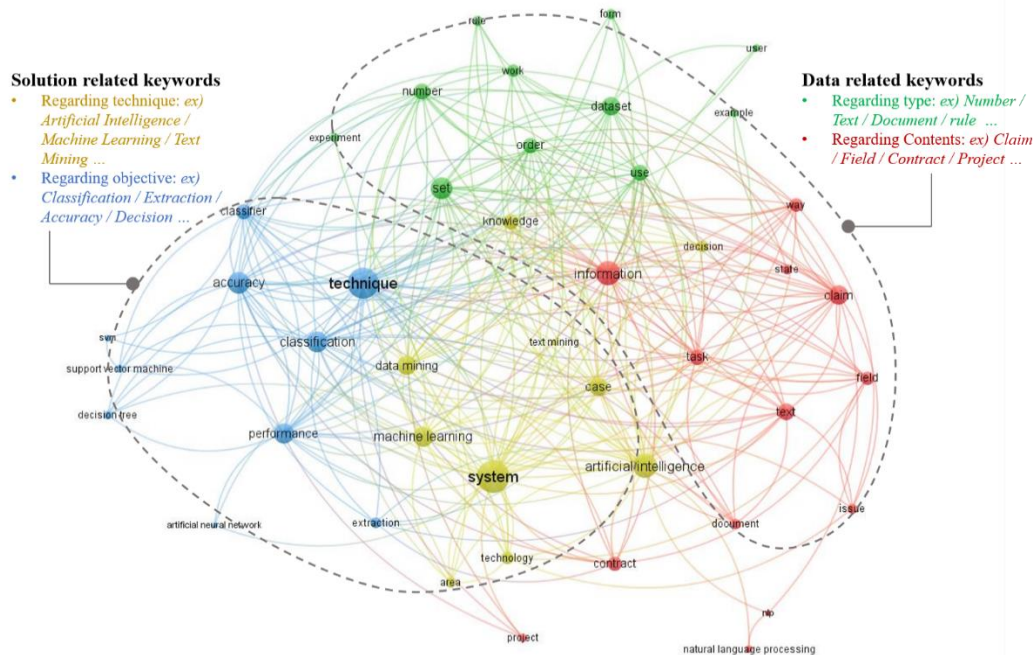 Solution related keywords
• Regarding technique: ex)
Artificial Intelligence /
Machine Learning / Text
Mining …
• Regarding objective: ex)
Classification / Extraction /
Accuracy / Decision …
Data related keywords
• Regarding type: ex) Number /
Text / Document / rule …
• Regarding Contents: ex) Claim
/ Field / Contract / Project …
form
rule
user
work
number
dataset
example
experiment
order
use
set
knowledge
way
classifier
decision
information
state
accuracy
technique
claim
svm
classification
text mining
task
support vector machine
data mining
field
case
decision tree
text
performance
machine learning
artificial intelligence
system
issue
artificial neural network
extraction
document
technology
contract
area
nlp
project
natural language processing